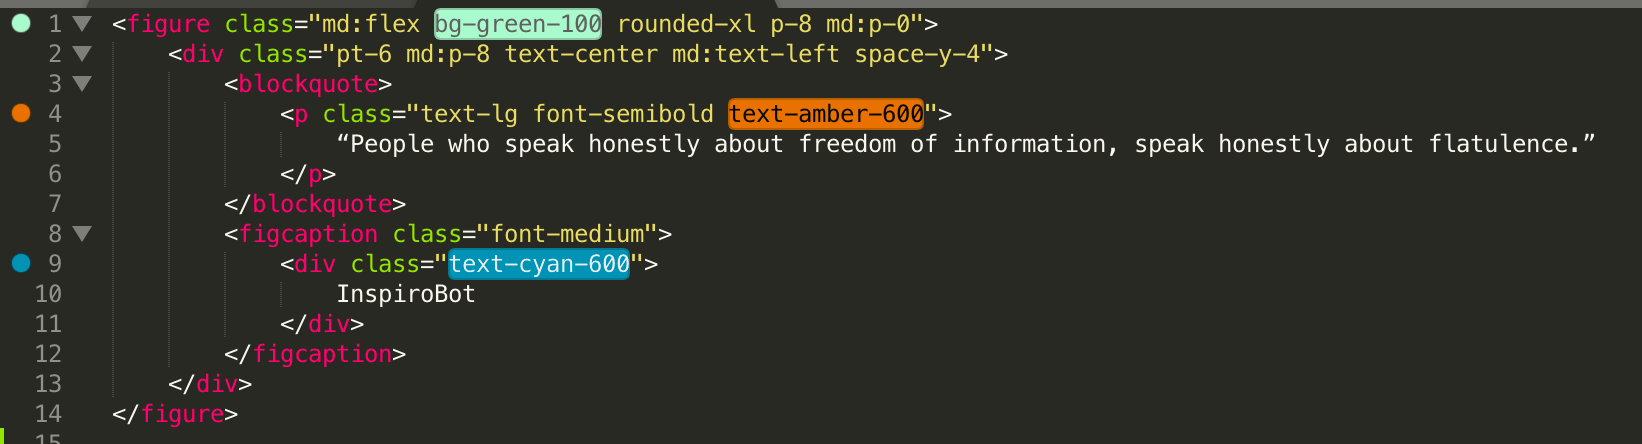 1 <figure class="md:flex bg-green-100 rounded-xl p-8 md:p-0">
2 <div class="pt-6 md:p-8 text-center md:text-left space-y-4">
3 <blockquote>
4 <p class="text-lg font-semibold text-amber-600">
5 “People who speak honestly about freedom of information, speak honestly about flatulence.”
6 </p>
7 </blockquote>
8 <figcaption class="font-medium">
9 <div class="text-cyan-600">
10 InspiroBot
11 </div>
12 </figcaption>
13 </div>
14 </figure>
15